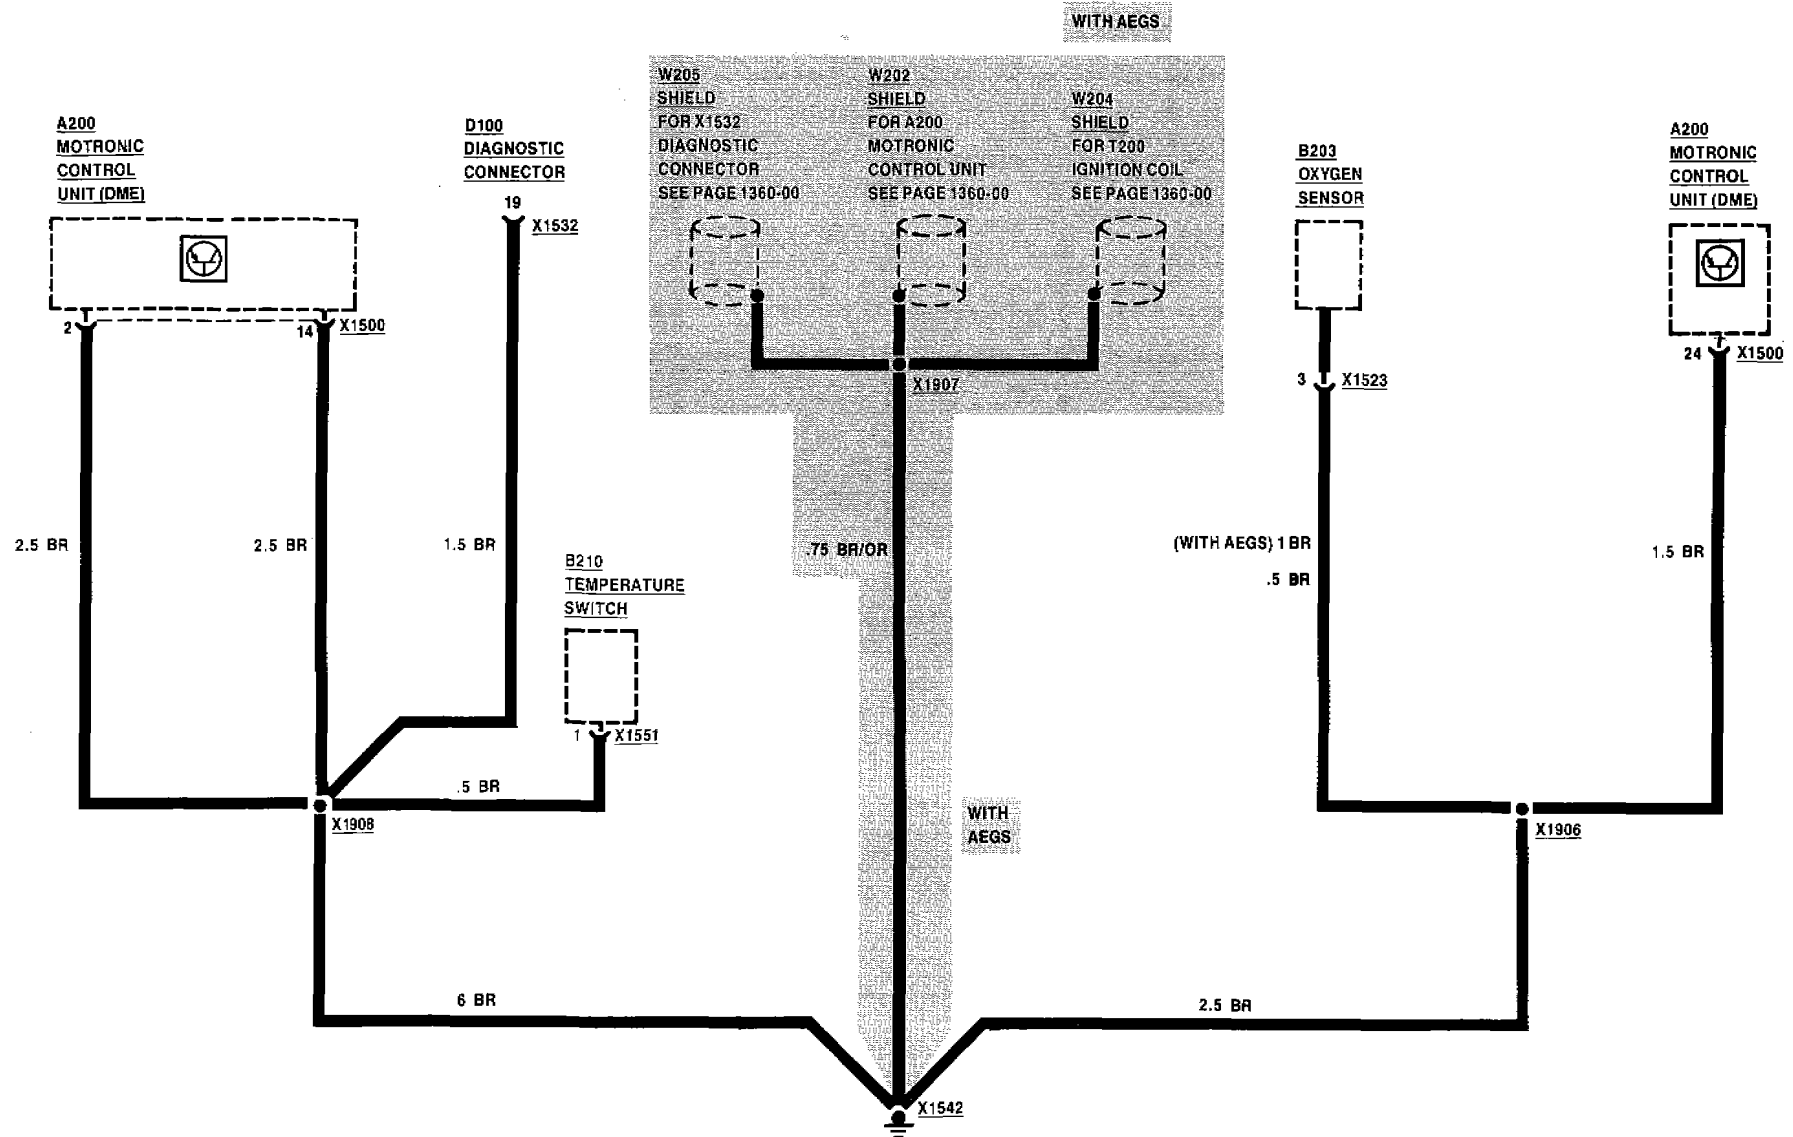 WITH AEGS
A200
MOTRONIC
CONTROL
UNIT (DME)
D100
DIAGNOSTIC
CONNECTOR
W205
SHIELD
FOR X1532
DIAGNOSTIC
CONNECTOR
SEE PAGE 1360-00
W202
SHIELD
FOR A200
MOTRONIC
CONTROL UNIT
SEE PAGE 1360-00
W204
SHIELD
FOR T200
IGNITION COIL
SEE PAGE 1360-00
B203
OXYGEN
SENSOR
A200
MOTRONIC
CONTROL
UNIT (DME)
19
X1532
2
14
X1500
X1907
3
X1523
24
X1500
2.5 BR
2.5 BR
1.5 BR
.75 BR/OR
(WITH AEGS) 1 BR
.5 BR
1.5 BR
B210
TEMPERATURE
SWITCH
1
X1551
.5 BR
X1908
WITH
AEGS
X1906
6 BR
2.5 BR
X1542